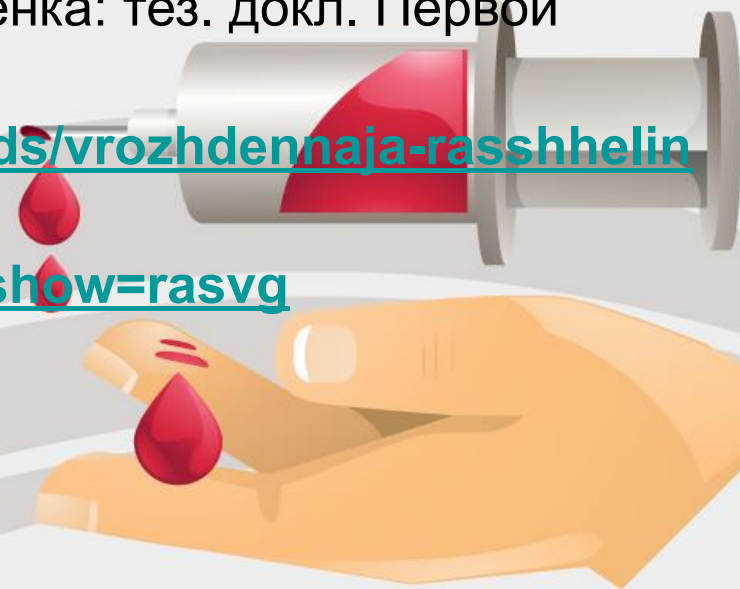 енка: тез. докл. Первой
ds/vrozhdennaja-rasshhelin
show=rasvg